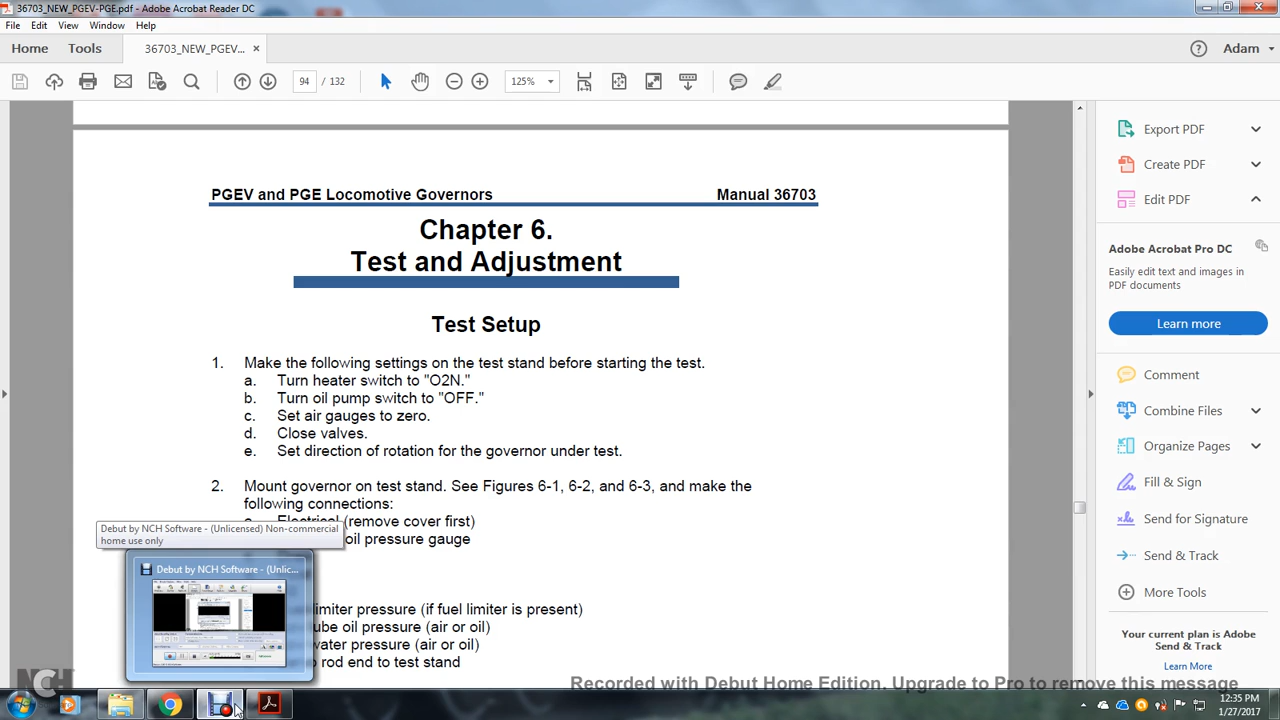 36703_NEW_PGEV-PGE.pdf - Adobe Acrobat Reader DC
File Edit View Window Help
Home Tools 36703_NEW_PGEV... × Adam
94 / 132 125%
PGEV and PGE Locomotive Governors Manual 36703
Chapter 6.
Test and Adjustment
Test Setup
1. Make the following settings on the test stand before starting the test.
a. Turn heater switch to "O2N."
b. Turn oil pump switch to "OFF."
c. Set air gauges to zero.
d. Close valves.
e. Set direction of rotation for the governor under test.
2. Mount governor on test stand. See Figures 6-1, 6-2, and 6-3, and make the
following connections:
Electrical (remove cover first)
oil pressure gauge
limiter pressure (if fuel limiter is present)
ube oil pressure (air or oil)
water pressure (air or oil)
rod end to test stand
Debut by NCH Software - (Unlicensed) Non-commercial
home use only
Debut by NCH Software - (Unlic...
Export PDF
Create PDF
Edit PDF
Adobe Acrobat Pro DC
Easily edit text and images in
PDF documents
Learn more
Comment
Combine Files
Organize Pages
Fill & Sign
Send for Signature
Send & Track
More Tools
Your current plan is Adobe
Send & Track
Learn More
NCH
Recorded with Debut Home Edition. Upgrade to Pro to remove this message
12:35 PM
1/27/2017